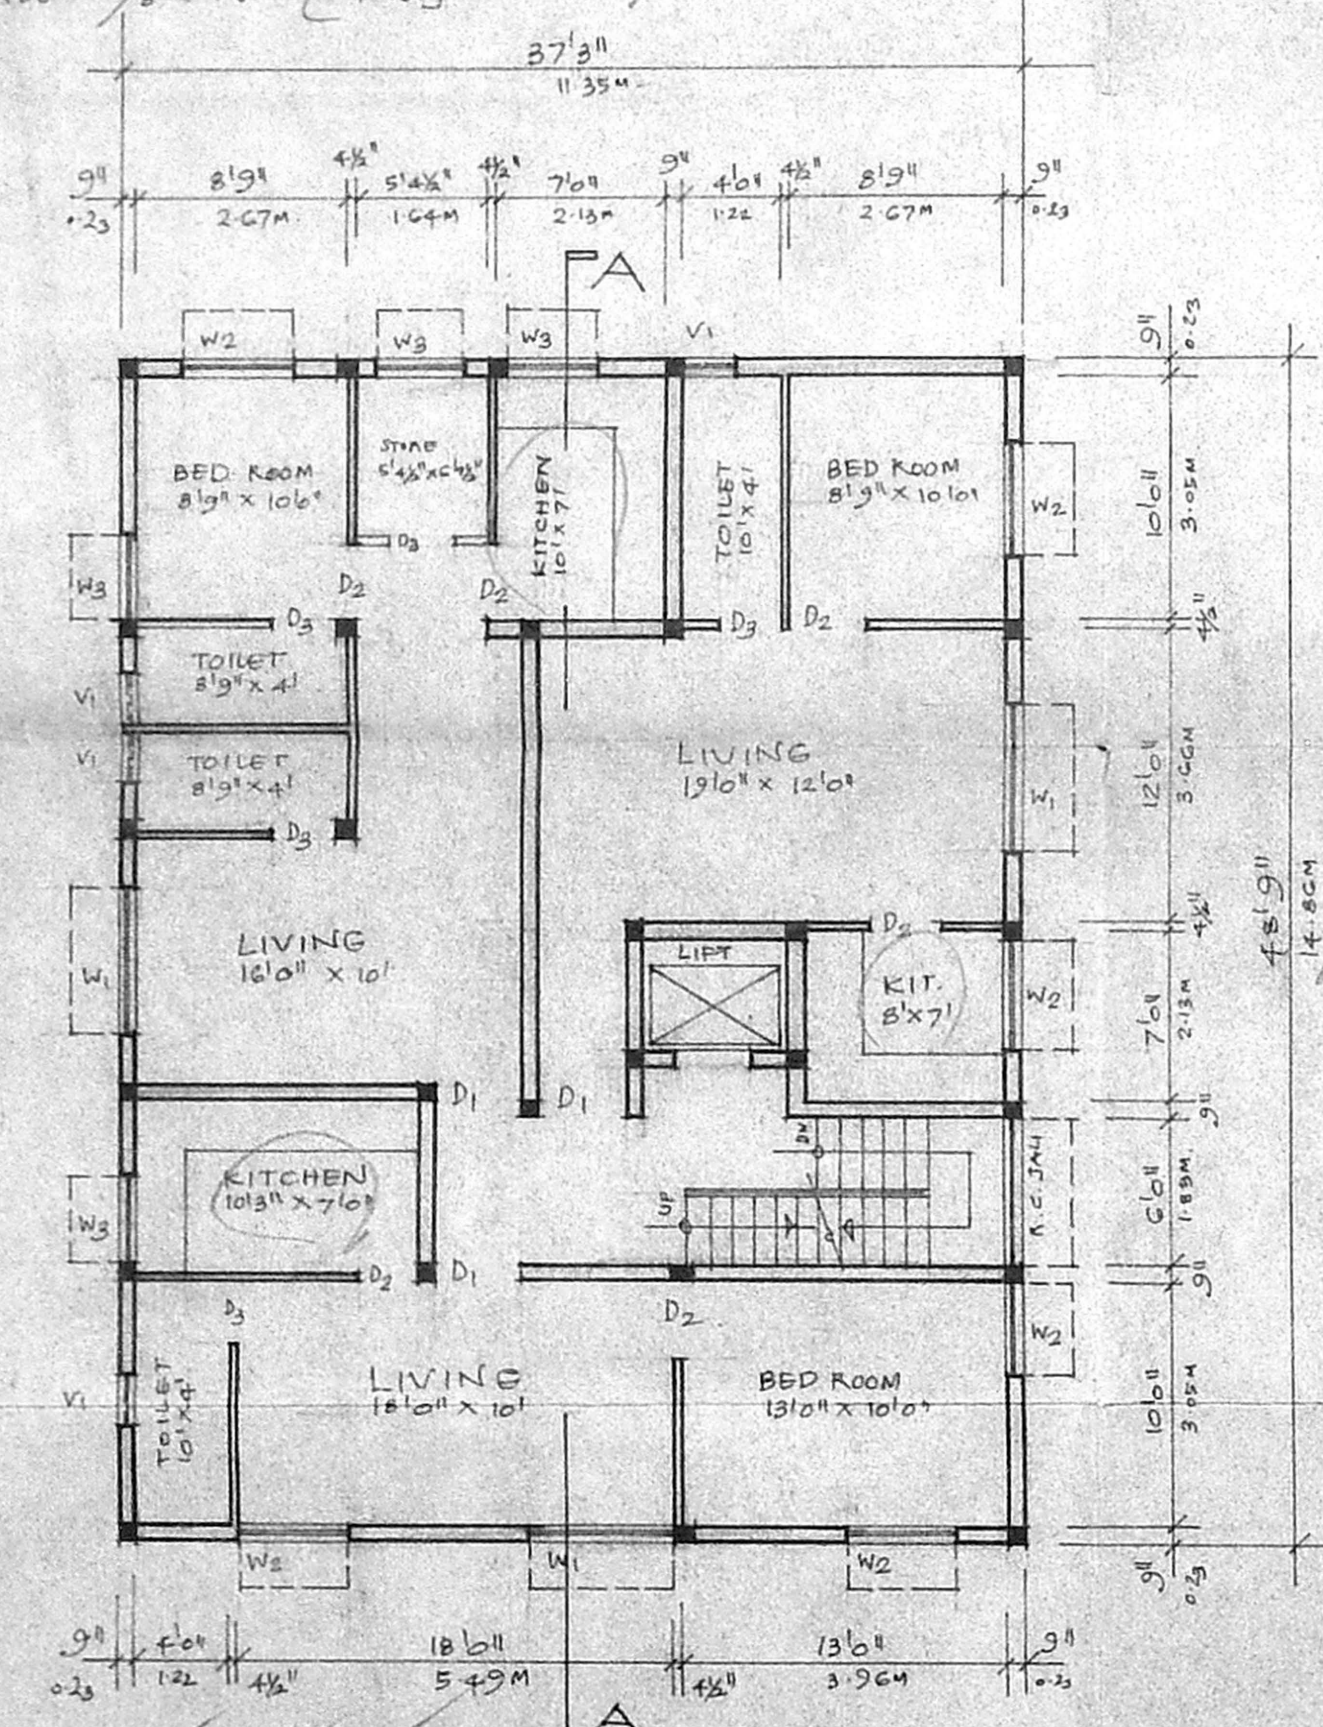 37'3"
11.35M
9" 8'9" 4½" 5'4½" 4½" 7'0" 9" 4'0" 4½" 8'9" 9"
0.23 2.67M 1.64M 2.13M 1.22 2.67M 0.23
A
W2 W3 W3 V1
9"
0.23
STORE
5'4½"
BED ROOM
8'9" X 10'0"
KITCHEN
10' X 7'
TOILET
10' X 4'
BED ROOM
8'9" X 10'0"
W2
10'0"
3.05M
D3
W3
D2 D2
D3 D3 D2
4½"
TOILET
8'9" X 4'
V1
V1
TOILET
8'9" X 4'
D3
LIVING
19'0" X 12'0"
W1
12'0"
3.66M
48'9"
14.86M
4½"
D2
LIVING
16'0" X 10'
W1
LIFT
KIT.
8'X7'
W2
7'0"
2.13M
D1 D1
9"
KITCHEN
10'3" X 7'0"
W3
DN
UP
R.C. JALI
6'0"
1.83M
D2 D1
9"
D3 D2
W2
V1
TOILET
10' X 4'
LIVING
18'0" X 10'
BED ROOM
13'0" X 10'0"
10'0"
3.05M
W2 W1 W2
9"
0.23
9" 4'0" 18'0" 13'0" 9"
0.23 1.22 4½" 5.49M 4½" 3.96M 0.23
A